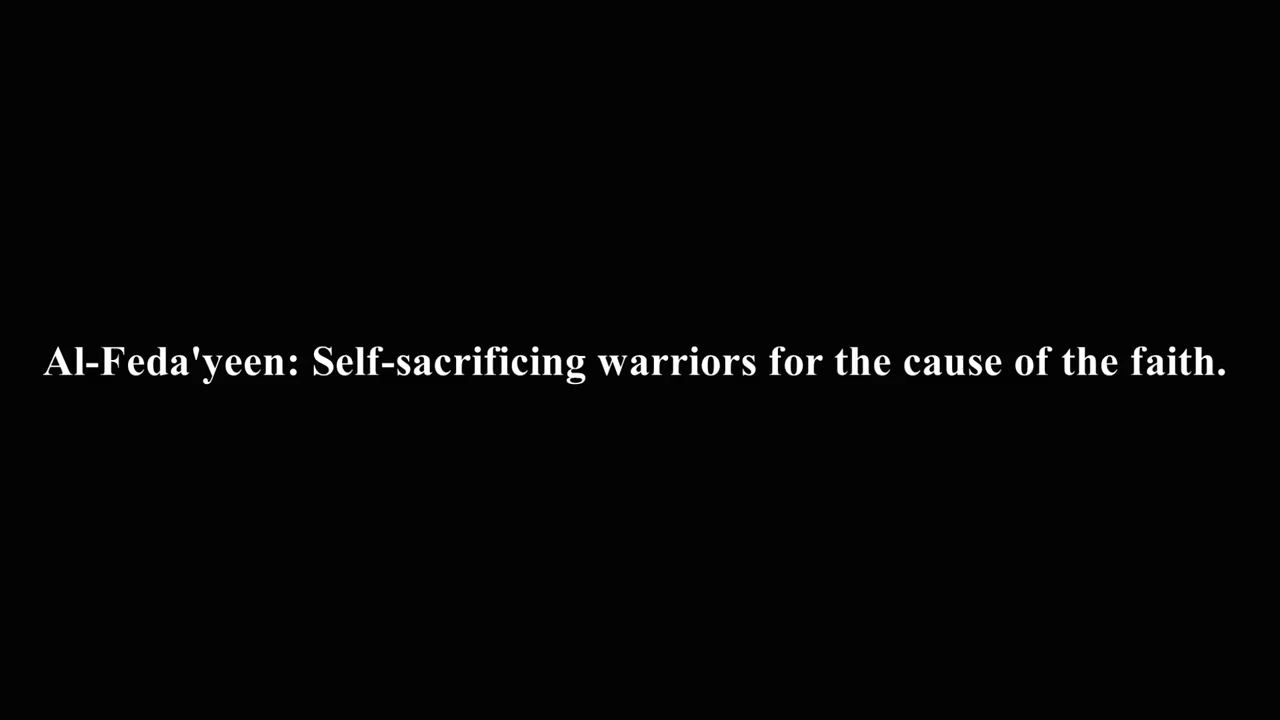 Al-Feda'yeen: Self-sacrificing warriors for the cause of the faith.